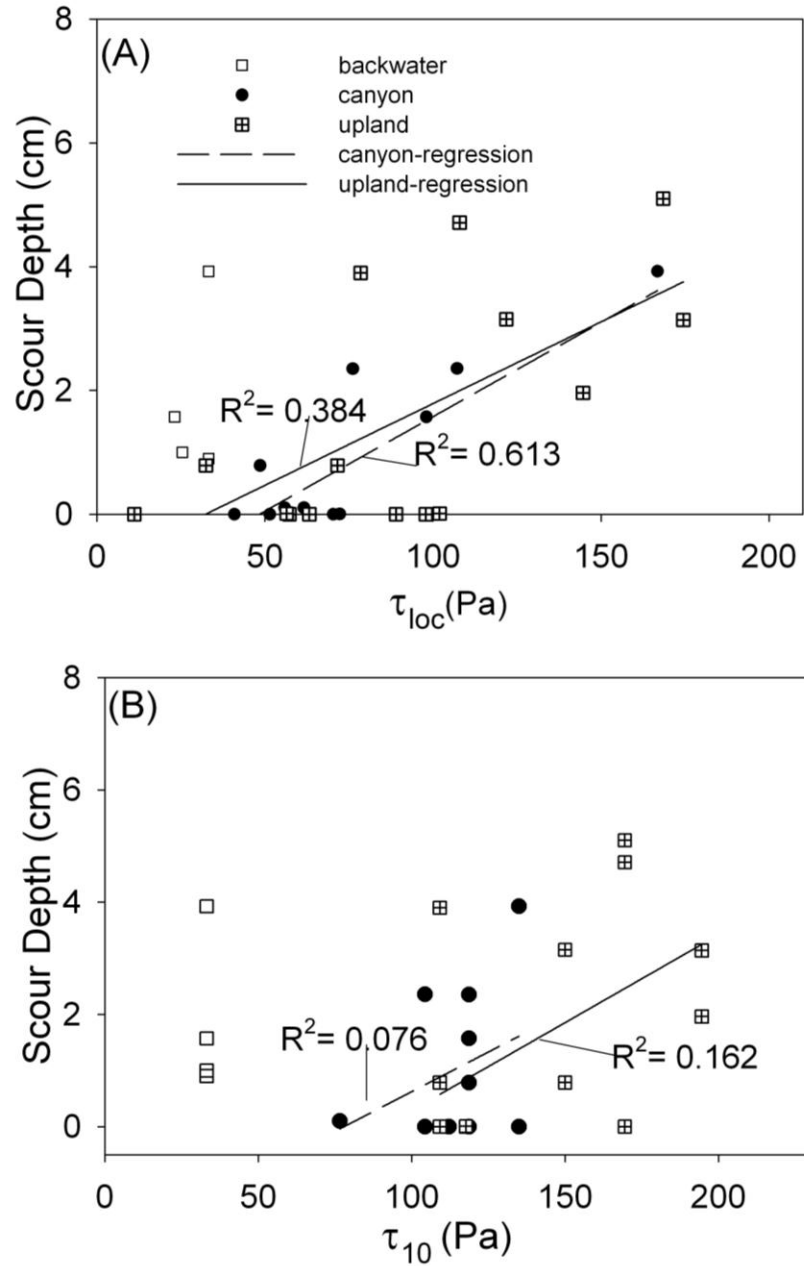 (A)
backwater
canyon
upland
canyon-regression
upland-regression
8
6
4
2
0
Scour Depth (cm)
R²= 0.384
R²= 0.613
0 50 100 150 200
τloc(Pa)
(B)
8
6
4
2
0
Scour Depth (cm)
R²= 0.076
R²= 0.162
0 50 100 150 200
τ10 (Pa)